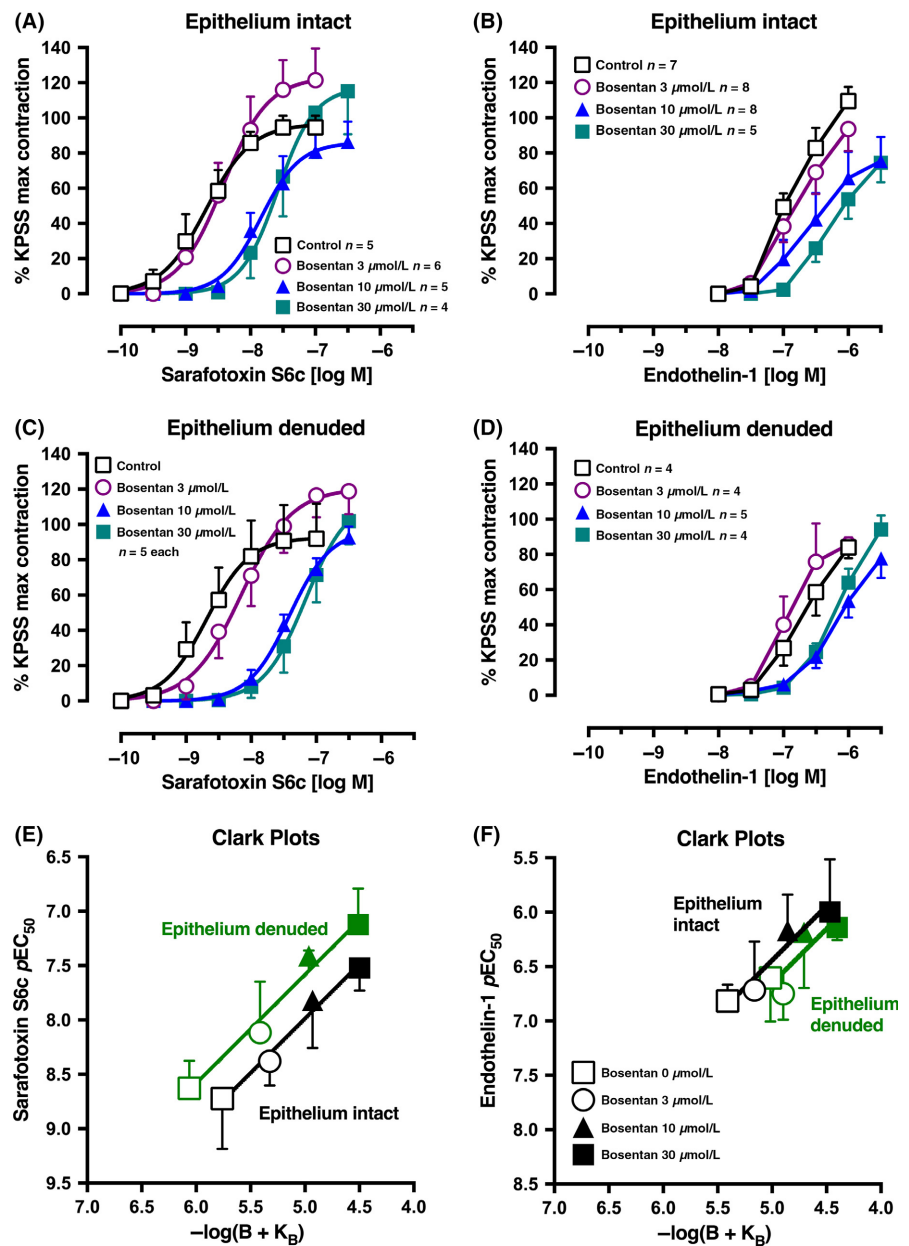 (A) Epithelium intact
% KPSS max contraction
140
120
100
80
60
40
20
0
Control n = 5
Bosentan 3 µmol/L n = 6
Bosentan 10 µmol/L n = 5
Bosentan 30 µmol/L n = 4
–10 –9 –8 –7 –6
Sarafotoxin S6c [log M]
(B) Epithelium intact
% KPSS max contraction
140
120
100
80
60
40
20
0
Control n = 7
Bosentan 3 µmol/L n = 8
Bosentan 10 µmol/L n = 8
Bosentan 30 µmol/L n = 5
–10 –9 –8 –7 –6
Endothelin-1 [log M]
(C) Epithelium denuded
% KPSS max contraction
140
120
100
80
60
40
20
0
Control
Bosentan 3 µmol/L
Bosentan 10 µmol/L
Bosentan 30 µmol/L
n = 5 each
–10 –9 –8 –7 –6
Sarafotoxin S6c [log M]
(D) Epithelium denuded
% KPSS max contraction
140
120
100
80
60
40
20
0
Control n = 4
Bosentan 3 µmol/L n = 4
Bosentan 10 µmol/L n = 5
Bosentan 30 µmol/L n = 4
–10 –9 –8 –7 –6
Endothelin-1 [log M]
(E) Clark Plots
Sarafotoxin S6c pEC50
6.5
7.0
7.5
8.0
8.5
9.0
9.5
Epithelium denuded
Epithelium intact
7.0 6.5 6.0 5.5 5.0 4.5 4.0
–log(B + KB)
(F) Clark Plots
Endothelin-1 pEC50
5.5
6.0
6.5
7.0
7.5
8.0
8.5
Epithelium
intact
Epithelium
denuded
Bosentan 0 µmol/L
Bosentan 3 µmol/L
Bosentan 10 µmol/L
Bosentan 30 µmol/L
7.0 6.5 6.0 5.5 5.0 4.5 4.0
–log(B + KB)